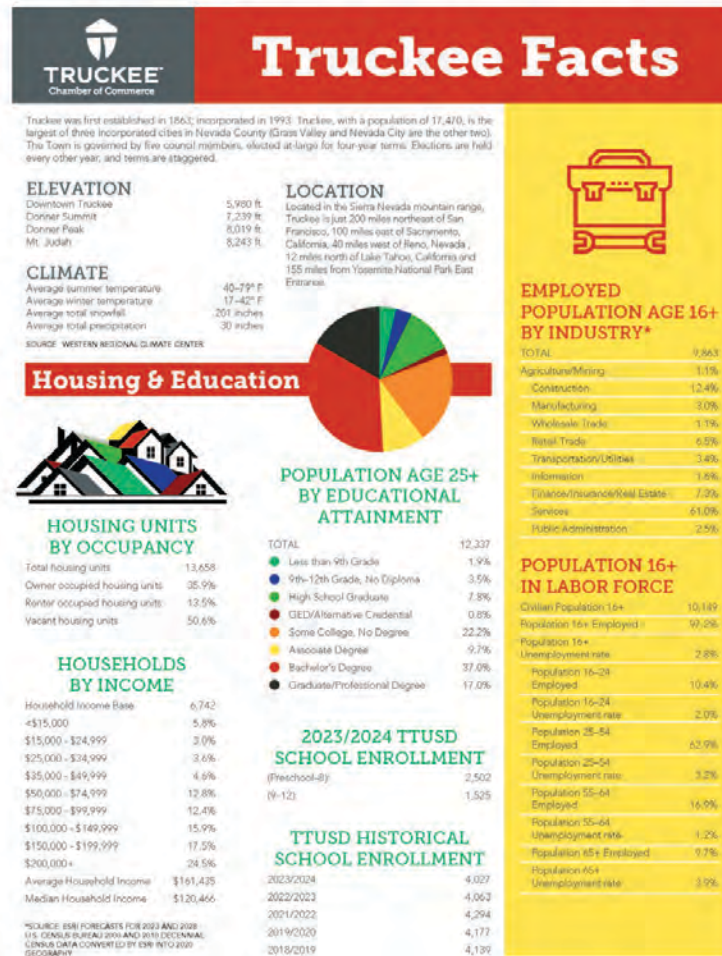 TRUCKEE
Chamber of Commerce
Truckee Facts
Truckee was first established in 1863; incorporated in 1993. Truckee, with a population of 17,470, is the
largest of three incorporated cities in Nevada County (Grass Valley and Nevada City are the other two).
The Town is governed by five council members, elected at-large for four-year terms. Elections are held
every other year, and terms are staggered.
ELEVATION
Downtown Truckee 5,980 ft.
Donner Summit 7,239 ft.
Donner Peak 8,019 ft.
Mt. Judah 8,243 ft.
CLIMATE
Average summer temperature 40–79° F
Average winter temperature 17–42° F
Average total snowfall 201 inches
Average total precipitation 30 inches
SOURCE: WESTERN REGIONAL CLIMATE CENTER
LOCATION
Located in the Sierra Nevada mountain range,
Truckee is just 200 miles northeast of San
Francisco, 100 miles east of Sacramento,
California, 40 miles west of Reno, Nevada,
12 miles north of Lake Tahoe, California and
155 miles from Yosemite National Park East
Entrance.
Housing & Education
HOUSING UNITS
BY OCCUPANCY
Total housing units 13,658
Owner occupied housing units 35.9%
Renter occupied housing units 13.5%
Vacant housing units 50.6%
HOUSEHOLDS
BY INCOME
Household Income Base 6,742
<$15,000 5.8%
$15,000 - $24,999 3.0%
$25,000 - $34,999 3.6%
$35,000 - $49,999 4.6%
$50,000 - $74,999 12.8%
$75,000 - $99,999 12.4%
$100,000 - $149,999 15.9%
$150,000 - $199,999 17.5%
$200,000+ 24.5%
Average Household Income $161,435
Median Household Income $120,466
*SOURCE: ESRI FORECASTS FOR 2023 AND 2028
U.S. CENSUS BUREAU 2000 AND 2010 DECENNIAL
CENSUS DATA CONVERTED BY ESRI INTO 2020
GEOGRAPHY
POPULATION AGE 25+
BY EDUCATIONAL
ATTAINMENT
TOTAL 12,337
Less than 9th Grade 1.9%
9th-12th Grade, No Diploma 3.5%
High School Graduate 7.8%
GED/Alternative Credential 0.8%
Some College, No Degree 22.2%
Associate Degree 9.7%
Bachelor's Degree 37.0%
Graduate/Professional Degree 17.0%
2023/2024 TTUSD
SCHOOL ENROLLMENT
(Preschool-8) 2,502
(9-12) 1,525
TTUSD HISTORICAL
SCHOOL ENROLLMENT
2023/2024 4,027
2022/2023 4,063
2021/2022 4,294
2019/2020 4,177
2018/2019 4,139
EMPLOYED
POPULATION AGE 16+
BY INDUSTRY*
TOTAL 9,863
Agriculture/Mining 1.1%
Construction 12.4%
Manufacturing 3.0%
Wholesale Trade 1.1%
Retail Trade 6.5%
Transportation/Utilities 3.4%
Information 1.6%
Finance/Insurance/Real Estate 7.3%
Services 61.0%
Public Administration 2.5%
POPULATION 16+
IN LABOR FORCE
Civilian Population 16+ 10,149
Population 16+ Employed 97.2%
Population 16+
Unemployment rate 2.8%
Population 16–24
Employed 10.4%
Population 16–24
Unemployment rate 2.0%
Population 25–54
Employed 62.9%
Population 25–54
Unemployment rate 3.2%
Population 55–64
Employed 16.9%
Population 55–64
Unemployment rate 1.2%
Population 65+ Employed 9.7%
Population 65+
Unemployment rate 3.9%